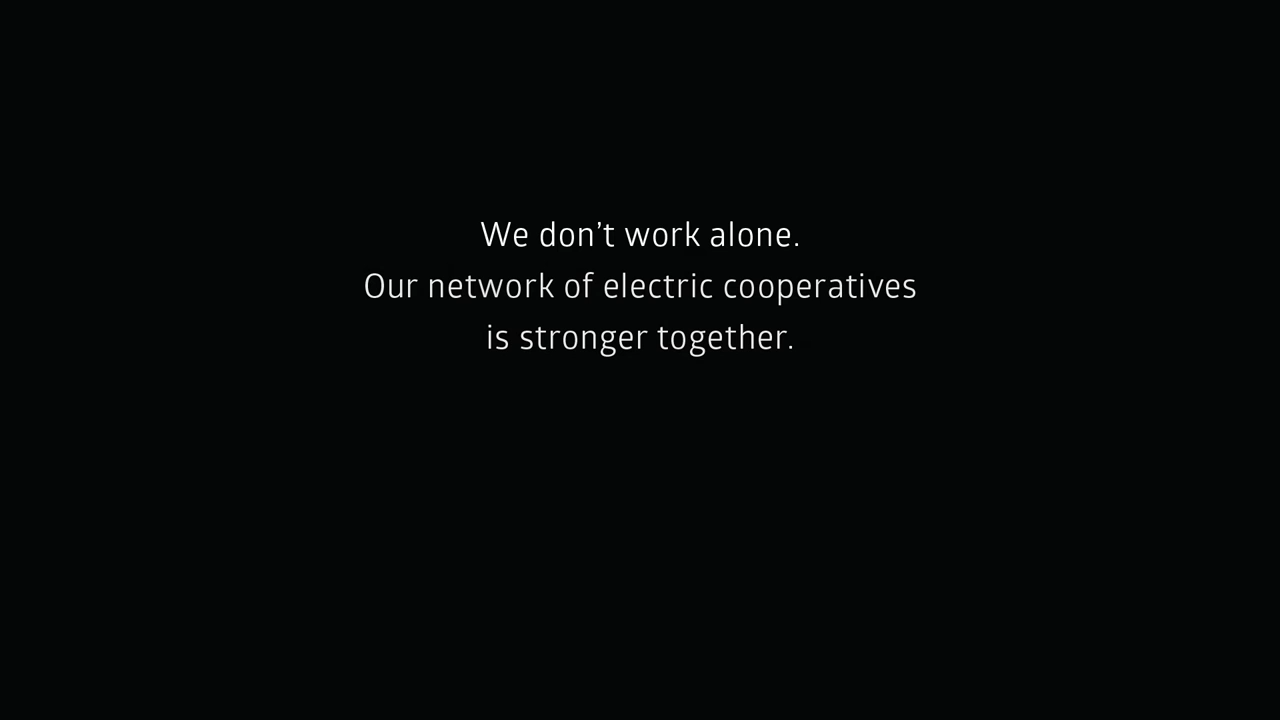 We don’t work alone.
Our network of electric cooperatives
is stronger together.